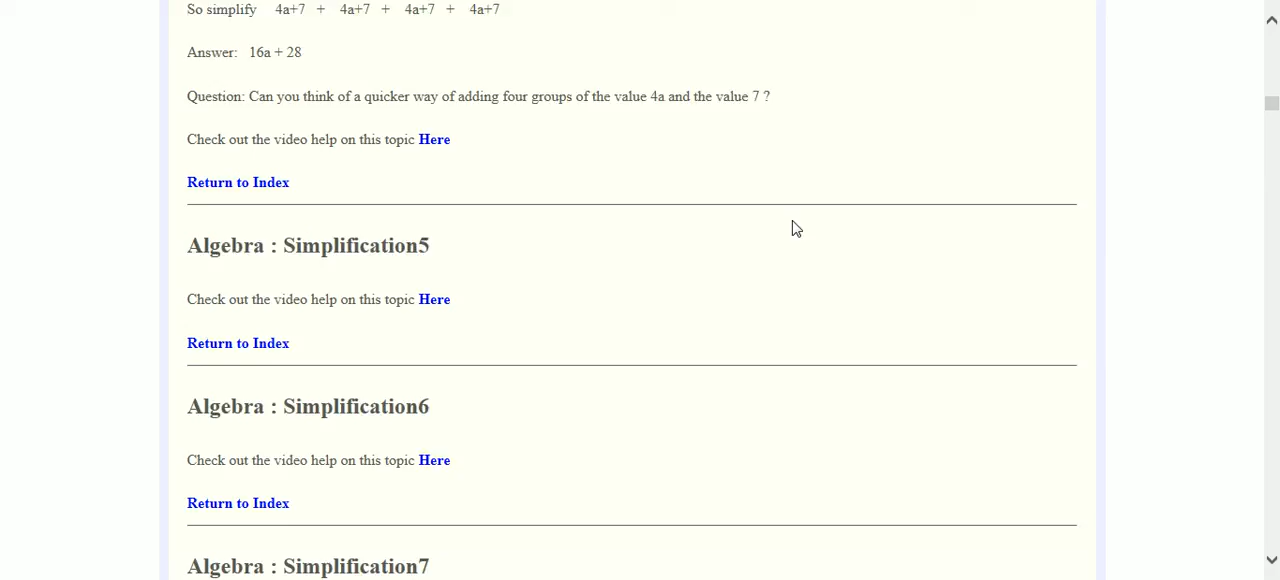 So simplify 4a+7 + 4a+7 + 4a+7 + 4a+7
Answer: 16a + 28
Question: Can you think of a quicker way of adding four groups of the value 4a and the value 7 ?
Check out the video help on this topic Here
Return to Index
Algebra : Simplification5
Check out the video help on this topic Here
Return to Index
Algebra : Simplification6
Check out the video help on this topic Here
Return to Index
Algebra : Simplification7